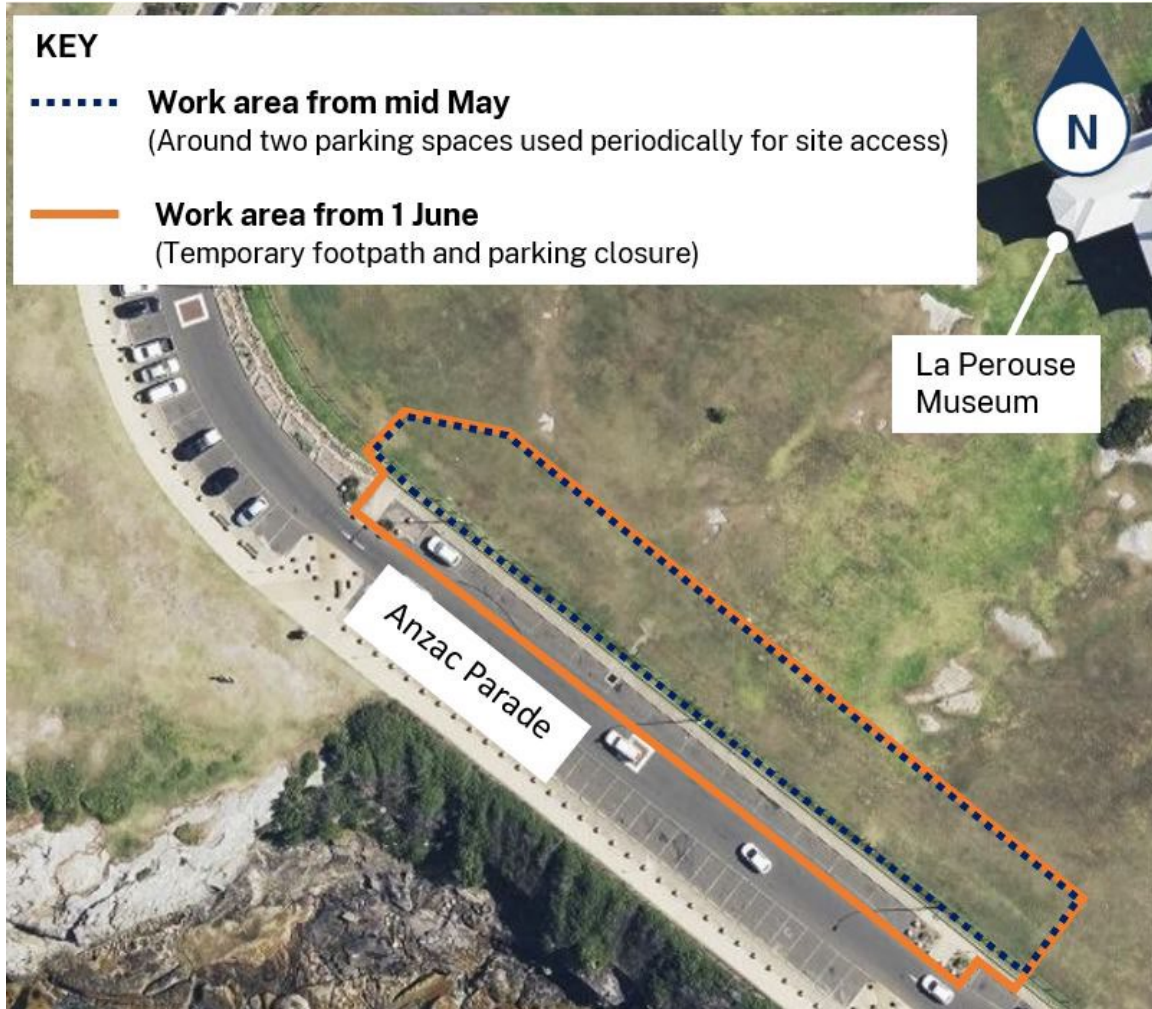 KEY
Work area from mid May
(Around two parking spaces used periodically for site access)
Work area from 1 June
(Temporary footpath and parking closure)
N
La Perouse
Museum
Anzac Parade